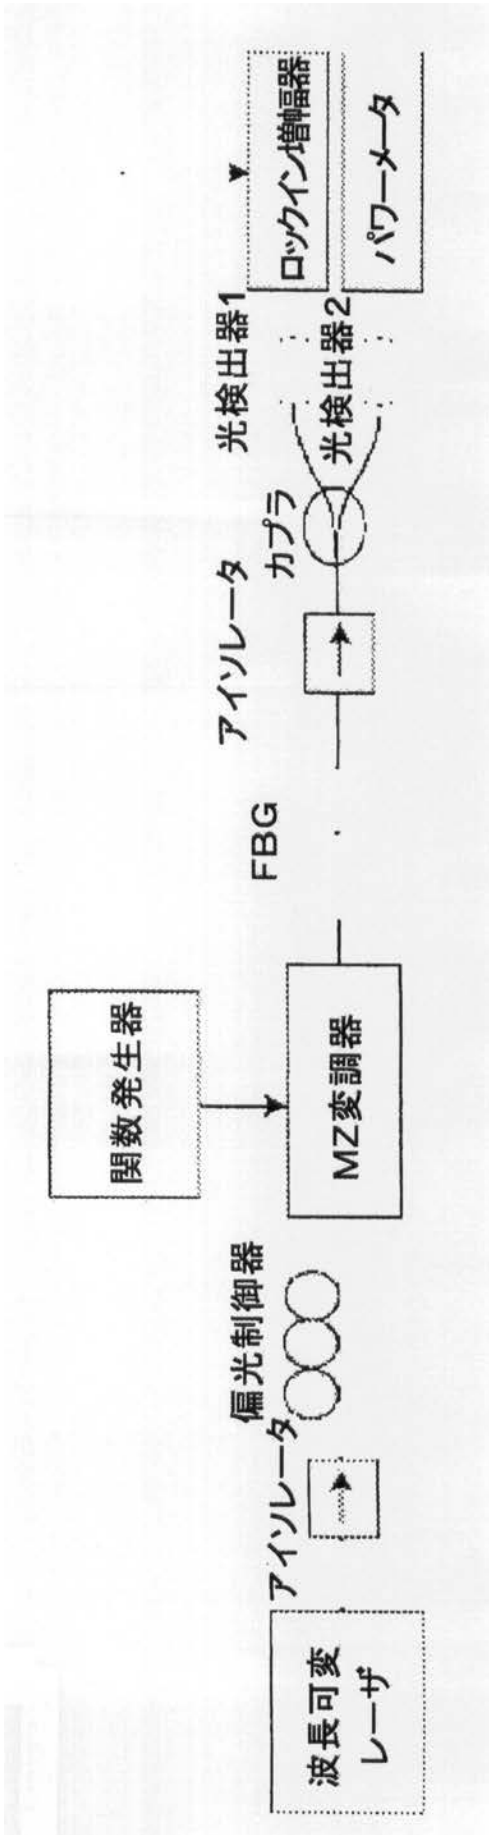 波長可変
レーザ
アイソレータ
偏光制御器
関数発生器
MZ変調器
FBG
アイソレータ
カプラ
光検出器1
光検出器2
ロックイン増幅器
パワーメータ